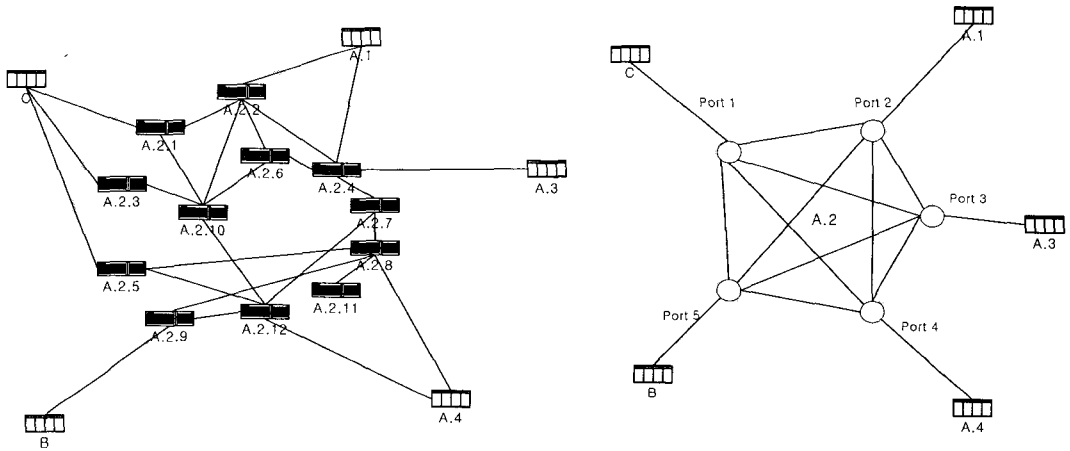 A.1
C
A.2.2
A.2.1
A.2.6
A.2.4
A.3
A.2.3
A.2.10
A.2.7
A.2.8
A.2.5
A.2.11
A.2.9
A.2.12
A.4
B
A.1
C
Port 1
Port 2
Port 3
A.2
A.3
Port 5
Port 4
B
A.4